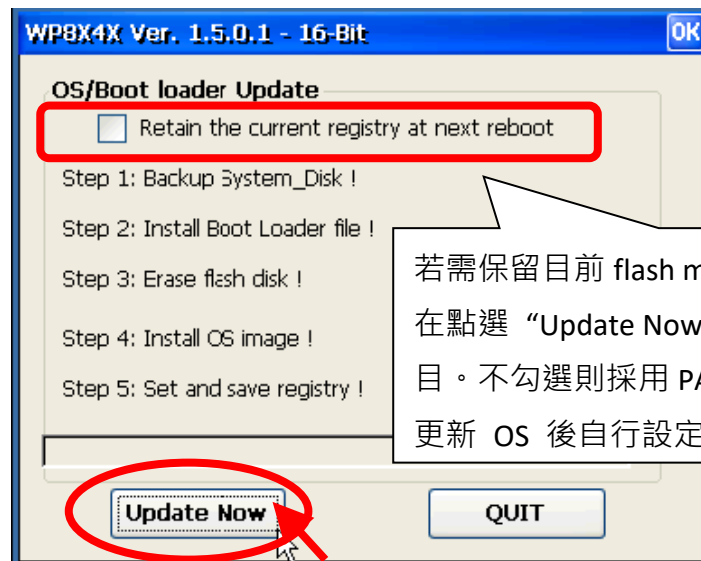 WP8X4X Ver. 1.5.0.1 - 16-Bit
OK
OS/Boot loader Update
Retain the current registry at next reboot
Step 1: Backup System_Disk !
Step 2: Install Boot Loader file !
Step 3: Erase flash disk !
Step 4: Install OS image !
Step 5: Set and save registry !
若需保留目前 flash m
在點選 “Update Now
目。不勾選則採用 PA
更新 OS 後自行設定
Update Now
QUIT